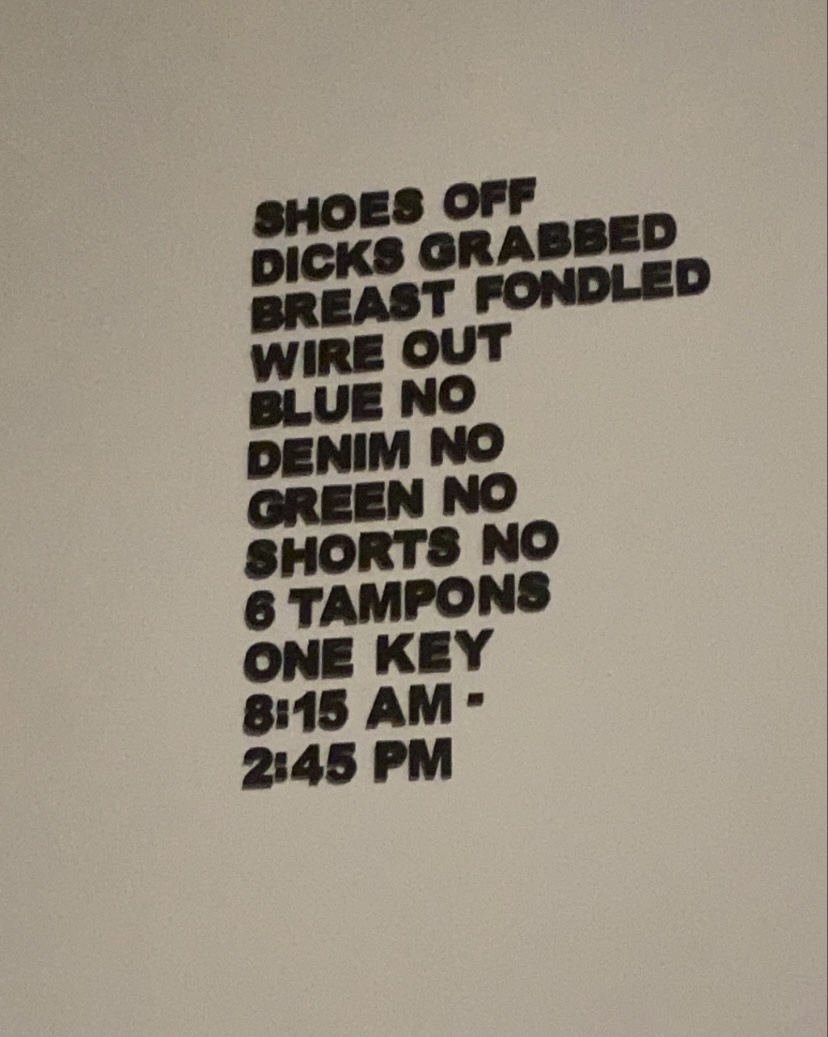 SHOES OFF
DICKS GRABBED
BREAST FONDLED
WIRE OUT
BLUE NO
DENIM NO
GREEN NO
SHORTS NO
6 TAMPONS
ONE KEY
8:15 AM -
2:45 PM